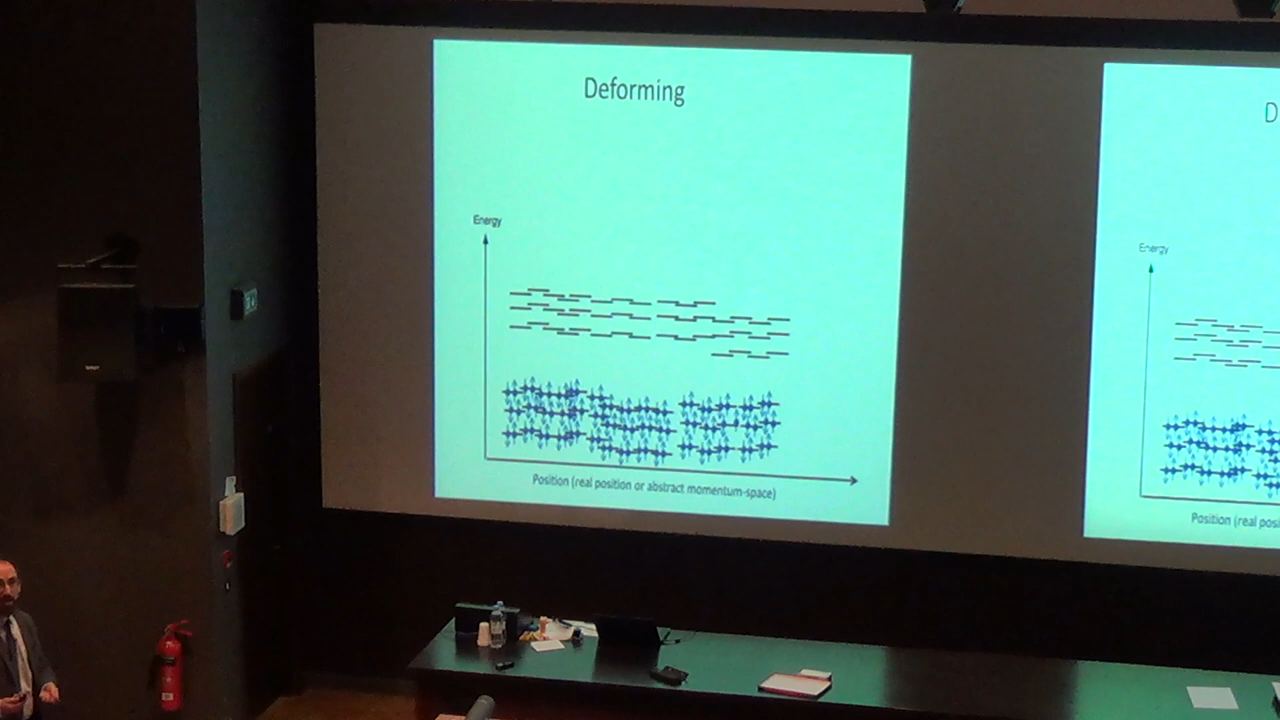 Deforming
Energy
Position (real position or abstract momentum-space)
D
Energy
Position (real posi